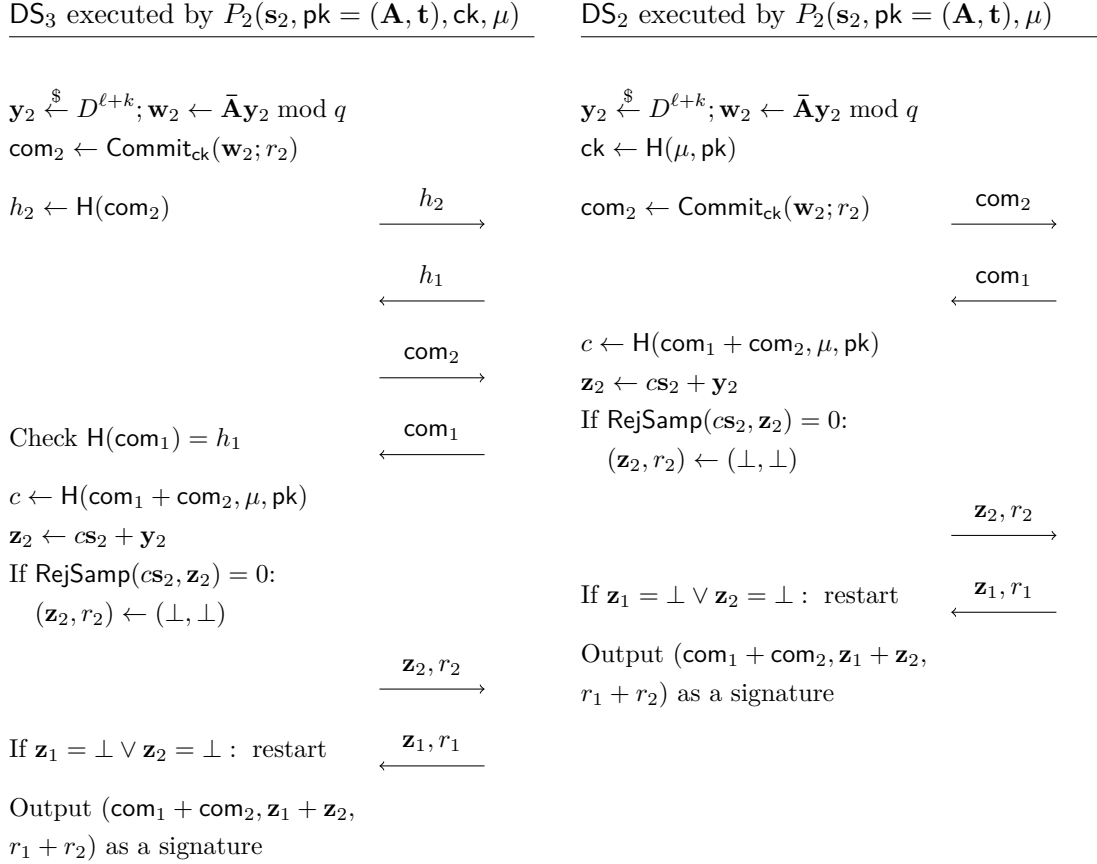 DS₃ executed by P₂(s₂, pk = (A, t), ck, μ)
y₂ ←$ D^{ℓ+k}; w₂ ← Āy₂ mod q
com₂ ← Commit_ck(w₂; r₂)
h₂ ← H(com₂)
h₂
h₁
com₂
Check H(com₁) = h₁
com₁
c ← H(com₁ + com₂, μ, pk)
z₂ ← cs₂ + y₂
If RejSamp(cs₂, z₂) = 0:
(z₂, r₂) ← (⊥, ⊥)
z₂, r₂
If z₁ = ⊥ ∨ z₂ = ⊥ : restart
z₁, r₁
Output (com₁ + com₂, z₁ + z₂,
r₁ + r₂) as a signature
DS₂ executed by P₂(s₂, pk = (A, t), μ)
y₂ ←$ D^{ℓ+k}; w₂ ← Āy₂ mod q
ck ← H(μ, pk)
com₂ ← Commit_ck(w₂; r₂)
com₂
com₁
c ← H(com₁ + com₂, μ, pk)
z₂ ← cs₂ + y₂
If RejSamp(cs₂, z₂) = 0:
(z₂, r₂) ← (⊥, ⊥)
z₂, r₂
If z₁ = ⊥ ∨ z₂ = ⊥ : restart
z₁, r₁
Output (com₁ + com₂, z₁ + z₂,
r₁ + r₂) as a signature